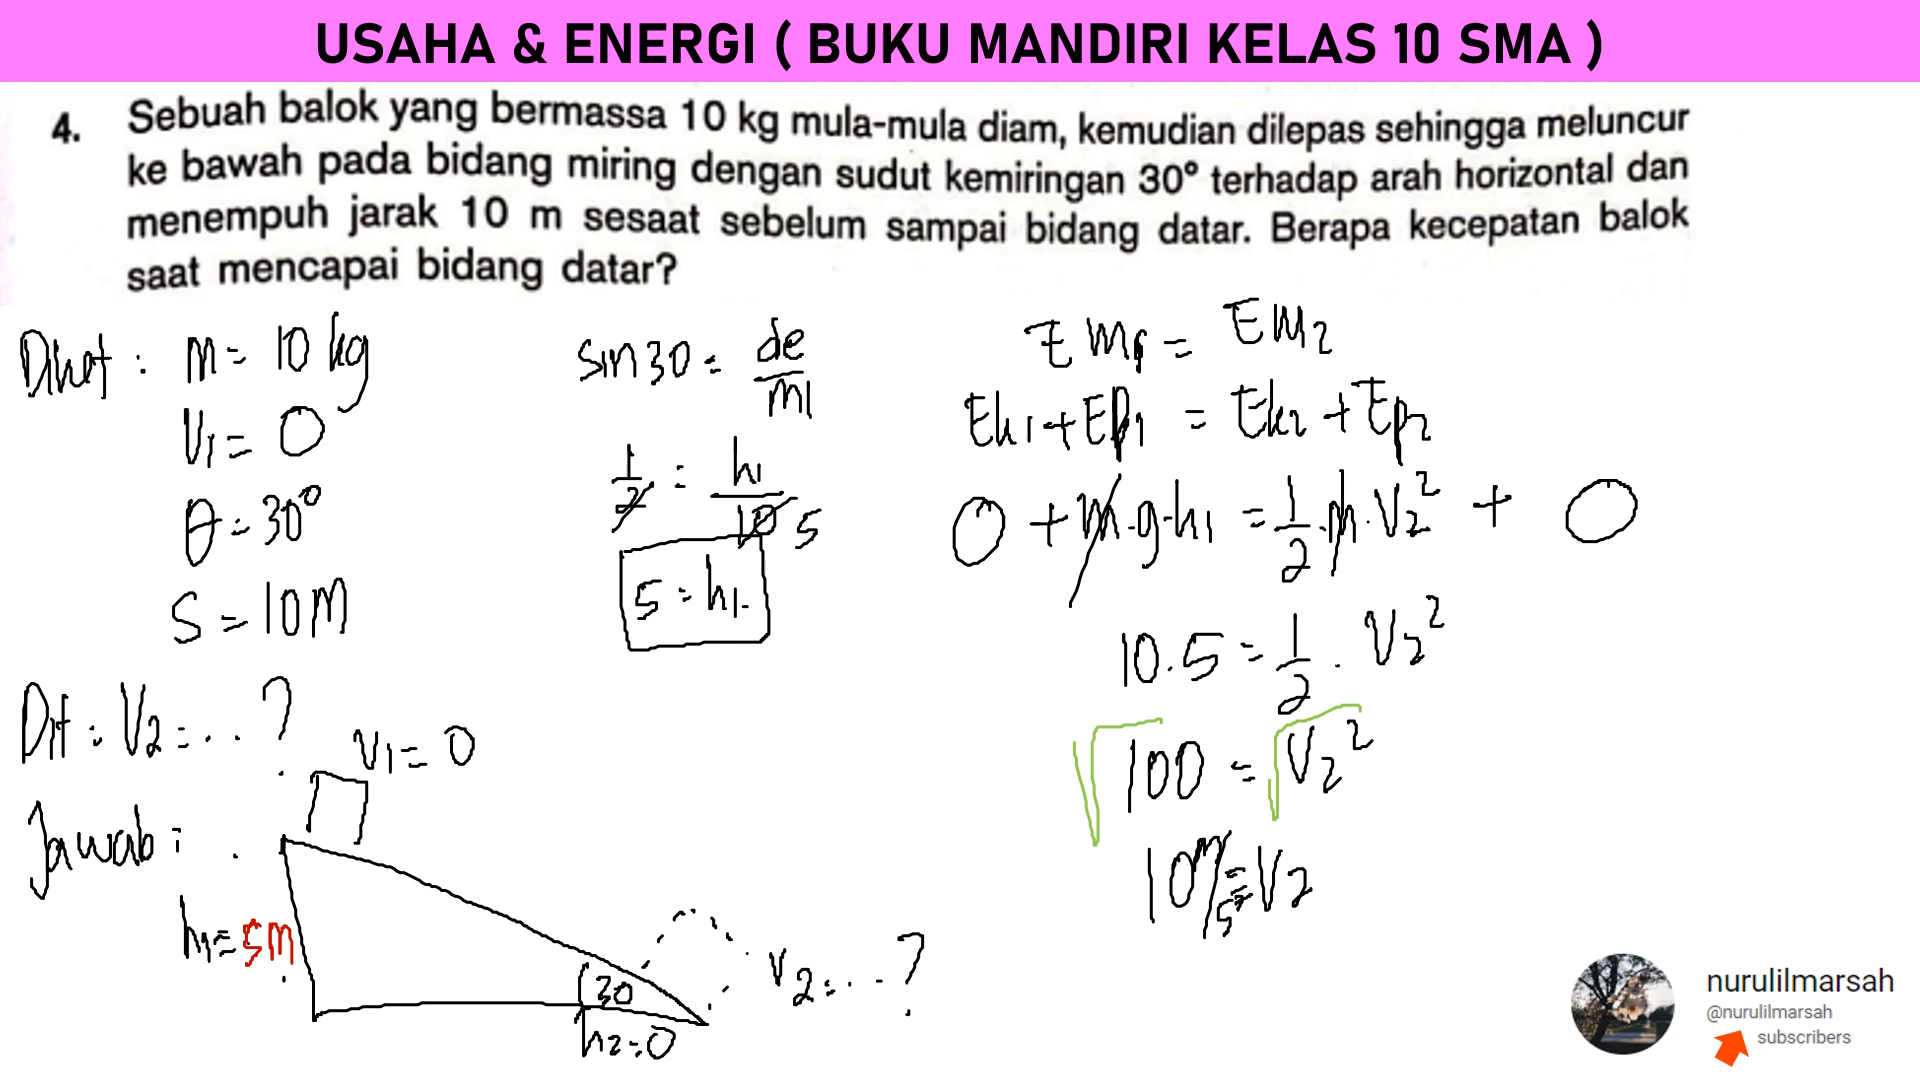 USAHA & ENERGI ( BUKU MANDIRI KELAS 10 SMA )
4. Sebuah balok yang bermassa 10 kg mula-mula diam, kemudian dilepas sehingga meluncur
ke bawah pada bidang miring dengan sudut kemiringan 30° terhadap arah horizontal dan
menempuh jarak 10 m sesaat sebelum sampai bidang datar. Berapa kecepatan balok
saat mencapai bidang datar?
Diket : m = 10 kg
V1 = 0
θ = 30°
S = 10 M
Dit : V2 = .. ?
Jawab :
V1 = 0
h1 = 5m
30
h2 = 0
V2 = ... ?
sin 30 = de/mi
1/2 = h1/10 5
5 = h1
Em1 = Em2
Ek1 + Ep1 = Ek2 + Ep2
0 + m.g.h1 = 1/2 .m.V2² + 0
10.5 = 1/2 . V2²
√100 = √V2²
10 m/s = V2
nurulilmarsah
@nurulilmarsah
subscribers